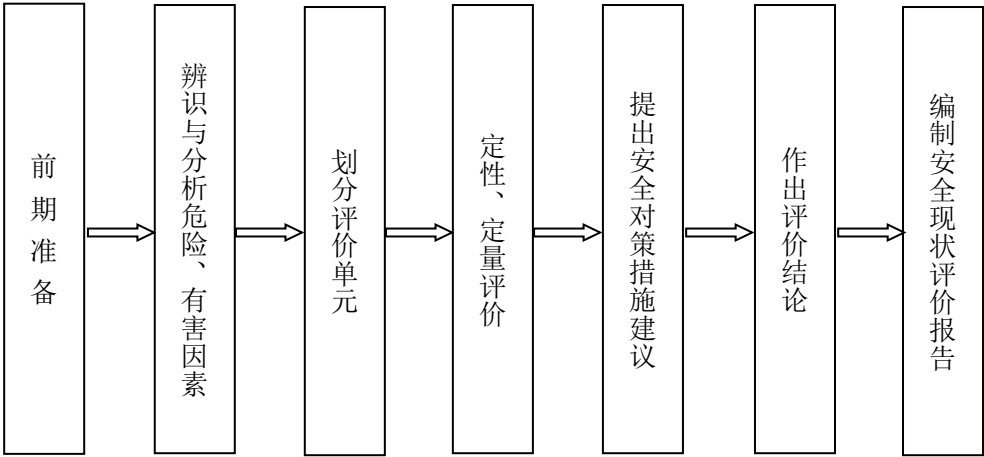 前期准备
辨识与分析危险、有害因素
划分评价单元
定性、定量评价
提出安全对策措施建议
作出评价结论
编制安全现状评价报告